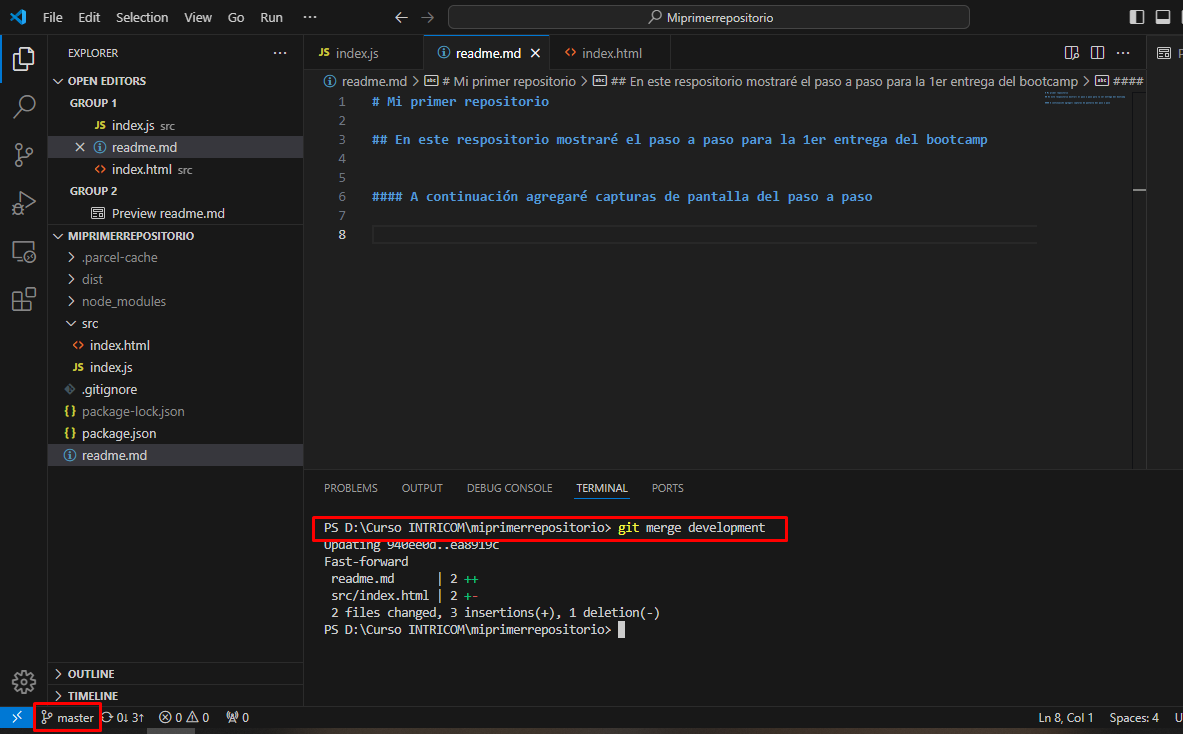 File Edit Selection View Go Run ··· ← → Miprimerrepositorio
EXPLORER ···
OPEN EDITORS
GROUP 1
JS index.js src
readme.md
index.html src
GROUP 2
Preview readme.md
MIPRIMERREPOSITORIO
.parcel-cache
dist
node_modules
src
index.html
JS index.js
.gitignore
{} package-lock.json
{} package.json
readme.md
OUTLINE
TIMELINE
JS index.js readme.md index.html
readme.md > # Mi primer repositorio > ## En este respositorio mostraré el paso a paso para la 1er entrega del bootcamp > ####
1 # Mi primer repositorio
2
3 ## En este respositorio mostraré el paso a paso para la 1er entrega del bootcamp
4
5
6 #### A continuación agregaré capturas de pantalla del paso a paso
7
8
PROBLEMS OUTPUT DEBUG CONSOLE TERMINAL PORTS
PS D:\Curso INTRICOM\miprimerrepositorio> git merge development
Updating 940ee0d..ea8919c
Fast-forward
readme.md | 2 ++
src/index.html | 2 +-
2 files changed, 3 insertions(+), 1 deletion(-)
PS D:\Curso INTRICOM\miprimerrepositorio>
master 0↓ 3↑ 0 0 0 Ln 8, Col 1 Spaces: 4 U